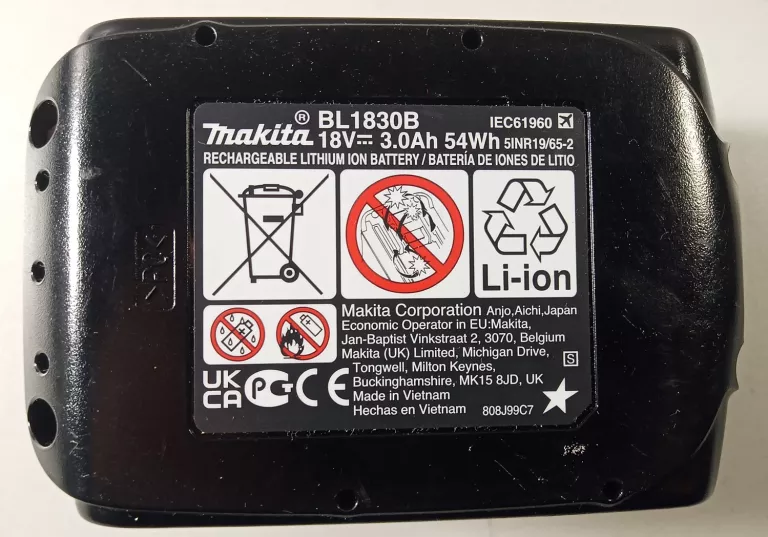 makita® BL1830B IEC61960
18V⎓ 3.0Ah 54Wh 5INR19/65-2
RECHARGEABLE LITHIUM ION BATTERY / BATERÍA DE IONES DE LITIO
Li-ion
Makita Corporation Anjo,Aichi,Japan
Economic Operator in EU:Makita,
Jan-Baptist Vinkstraat 2, 3070, Belgium
Makita (UK) Limited, Michigan Drive,
Tongwell, Milton Keynes,
Buckinghamshire, MK15 8JD, UK
S
Made in Vietnam
Hechas en Vietnam 808J99C7
UK
CA
PCT
CE